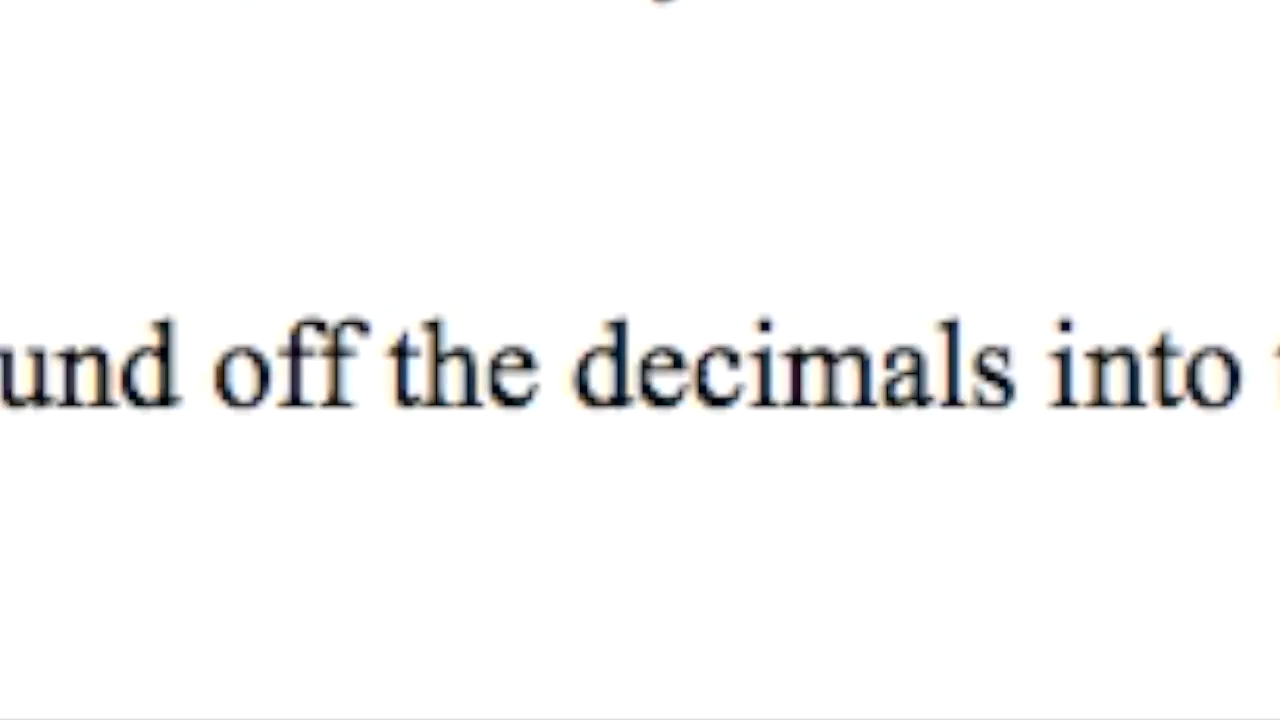 und off the decimals into